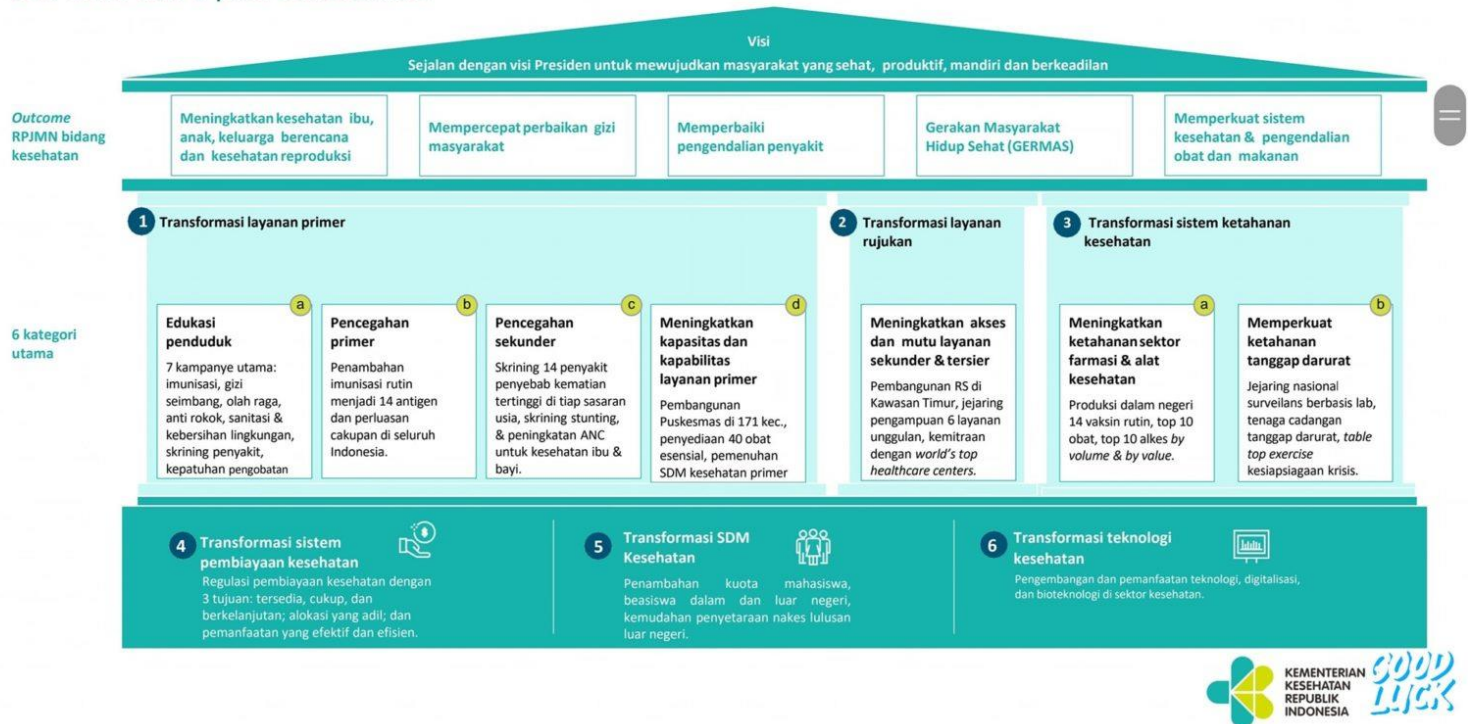 Visi
Sejalan dengan visi Presiden untuk mewujudkan masyarakat yang sehat, produktif, mandiri dan berkeadilan
Outcome
RPJMN bidang
kesehatan
Meningkatkan kesehatan ibu,
anak, keluarga berencana
dan kesehatan reproduksi
Mempercepat perbaikan gizi
masyarakat
Memperbaiki
pengendalian penyakit
Gerakan Masyarakat
Hidup Sehat (GERMAS)
Memperkuat sistem
kesehatan & pengendalian
obat dan makanan
6 kategori
utama
1 Transformasi layanan primer
a
Edukasi
penduduk
7 kampanye utama:
imunisasi, gizi
seimbang, olah raga,
anti rokok, sanitasi &
kebersihan lingkungan,
skrining penyakit,
kepatuhan pengobatan
b
Pencegahan
primer
Penambahan
imunisasi rutin
menjadi 14 antigen
dan perluasan
cakupan di seluruh
Indonesia.
c
Pencegahan
sekunder
Skrining 14 penyakit
penyebab kematian
tertinggi di tiap sasaran
usia, skrining stunting,
& peningkatan ANC
untuk kesehatan ibu &
bayi.
d
Meningkatkan
kapasitas dan
kapabilitas
layanan primer
Pembangunan
Puskesmas di 171 kec.,
penyediaan 40 obat
esensial, pemenuhan
SDM kesehatan primer
2 Transformasi layanan
rujukan
Meningkatkan akses
dan mutu layanan
sekunder & tersier
Pembangunan RS di
Kawasan Timur, jejaring
pengampuan 6 layanan
unggulan, kemitraan
dengan world's top
healthcare centers.
3 Transformasi sistem ketahanan
kesehatan
a
Meningkatkan
ketahanan sektor
farmasi & alat
kesehatan
Produksi dalam negeri
14 vaksin rutin, top 10
obat, top 10 alkes by
volume & by value.
b
Memperkuat
ketahanan
tanggap darurat
Jejaring nasional
surveilans berbasis lab,
tenaga cadangan
tanggap darurat, table
top exercise
kesiapsiagaan krisis.
4 Transformasi sistem
pembiayaan kesehatan
Regulasi pembiayaan kesehatan dengan
3 tujuan: tersedia, cukup, dan
berkelanjutan; alokasi yang adil; dan
pemanfaatan yang efektif dan efisien.
5 Transformasi SDM
Kesehatan
Penambahan kuota mahasiswa,
beasiswa dalam dan luar negeri,
kemudahan penyetaraan nakes lulusan
luar negeri.
6 Transformasi teknologi
kesehatan
Pengembangan dan pemanfaatan teknologi, digitalisasi,
dan bioteknologi di sektor kesehatan.
KEMENTERIAN
KESEHATAN
REPUBLIK
INDONESIA
GOOD
LUCK